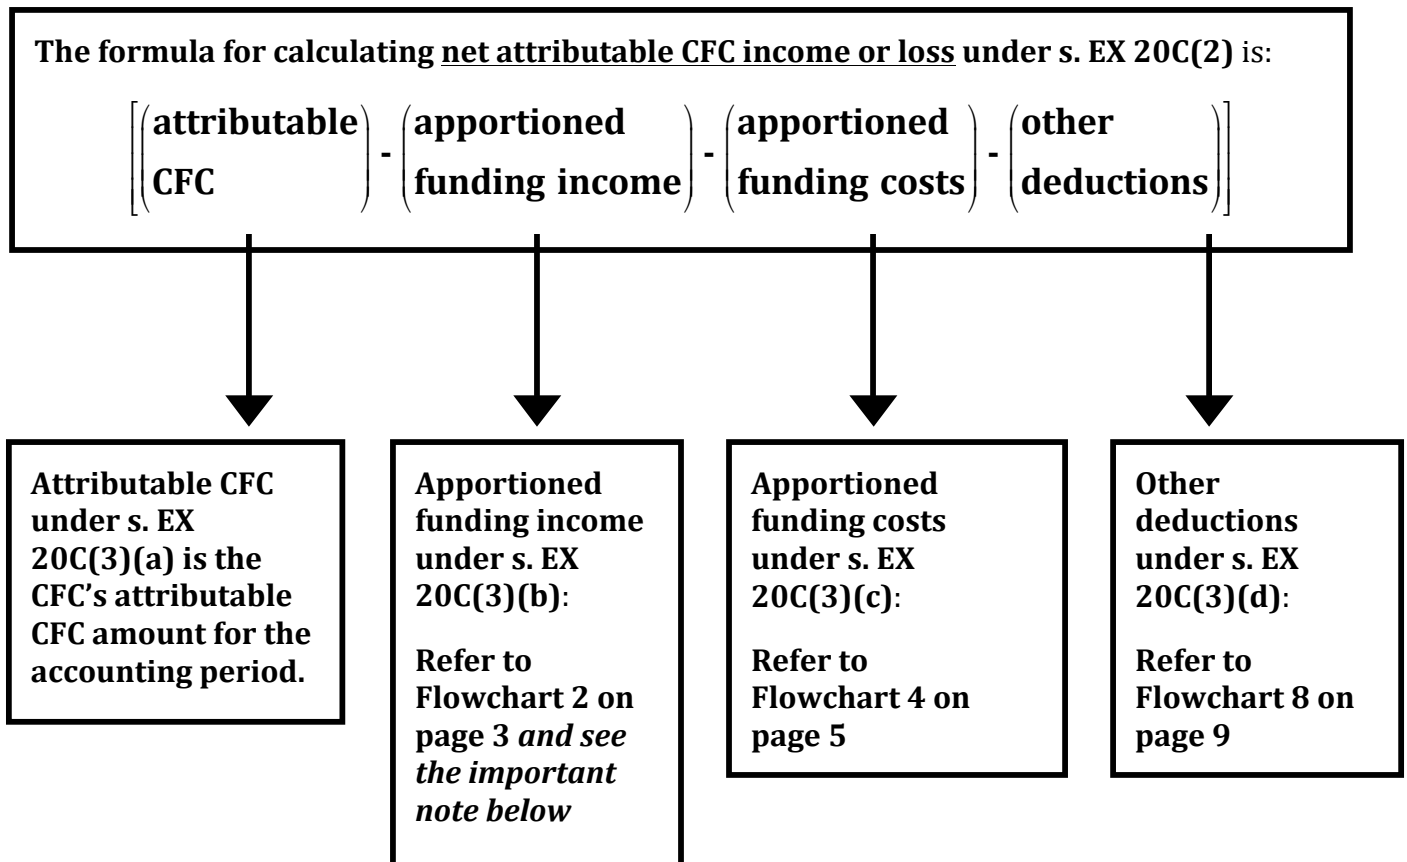 The formula for calculating net attributable CFC income or loss under s. EX 20C(2) is:
attributable CFC - apportioned funding income - apportioned funding costs - other deductions
Attributable CFC
under s. EX
20C(3)(a) is the
CFC’s attributable
CFC amount for the
accounting period.
Apportioned
funding income
under s. EX
20C(3)(b):
Refer to
Flowchart 2 on
page 3 and see
the important
note below
Apportioned
funding costs
under s. EX
20C(3)(c):
Refer to
Flowchart 4 on
page 5
Other
deductions
under s. EX
20C(3)(d):
Refer to
Flowchart 8 on
page 9